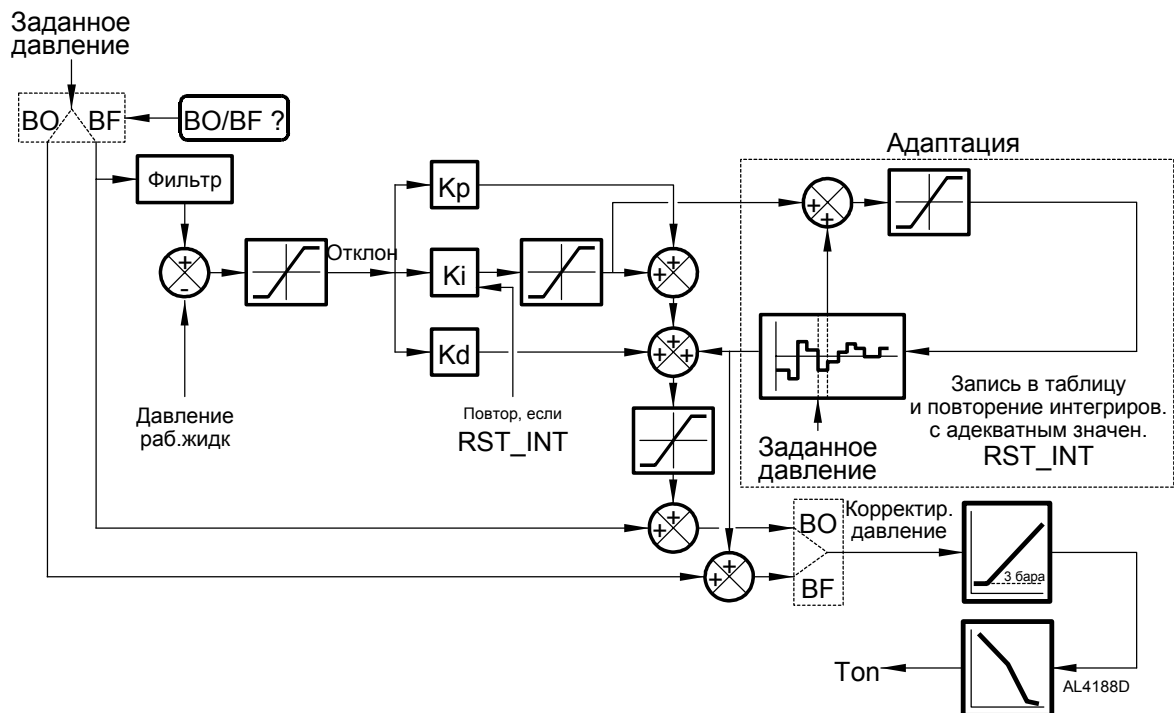 Заданное
давление
BO
BF
BO/BF ?
Адаптация
Фильтр
Kp
+
+
+
-
Отклон
Ki
+
+
Kd
+
+
+
Давление
раб.жидк
Повтор, если
RST_INT
Заданное
давление
Запись в таблицу
и повторение интегриров.
с адекватным значен.
RST_INT
+
+
BO
Корректир.
давление
3 бара
+
+
BF
Ton
AL4188D